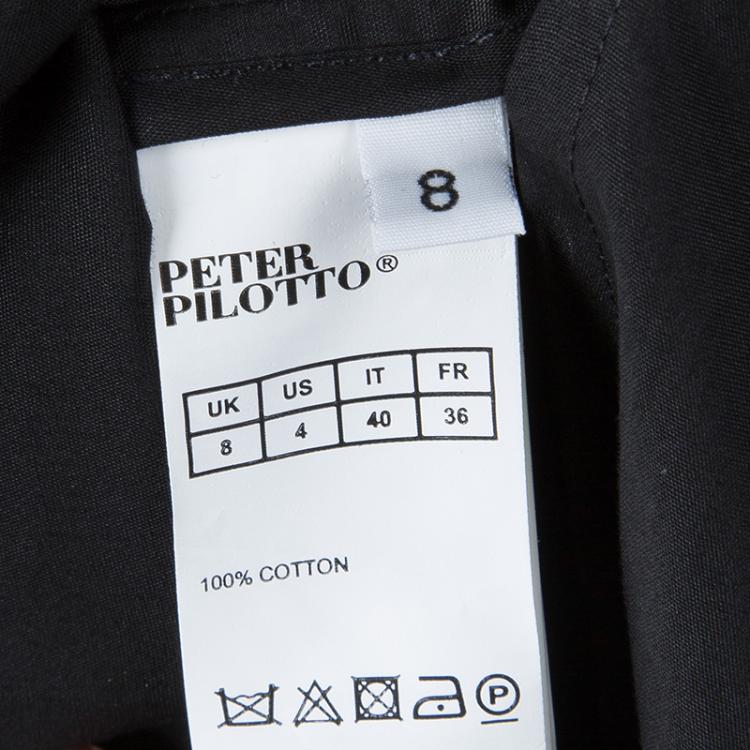 8
PETER
PILOTTO®
UK US IT FR
8 4 40 36
100% COTTON
P